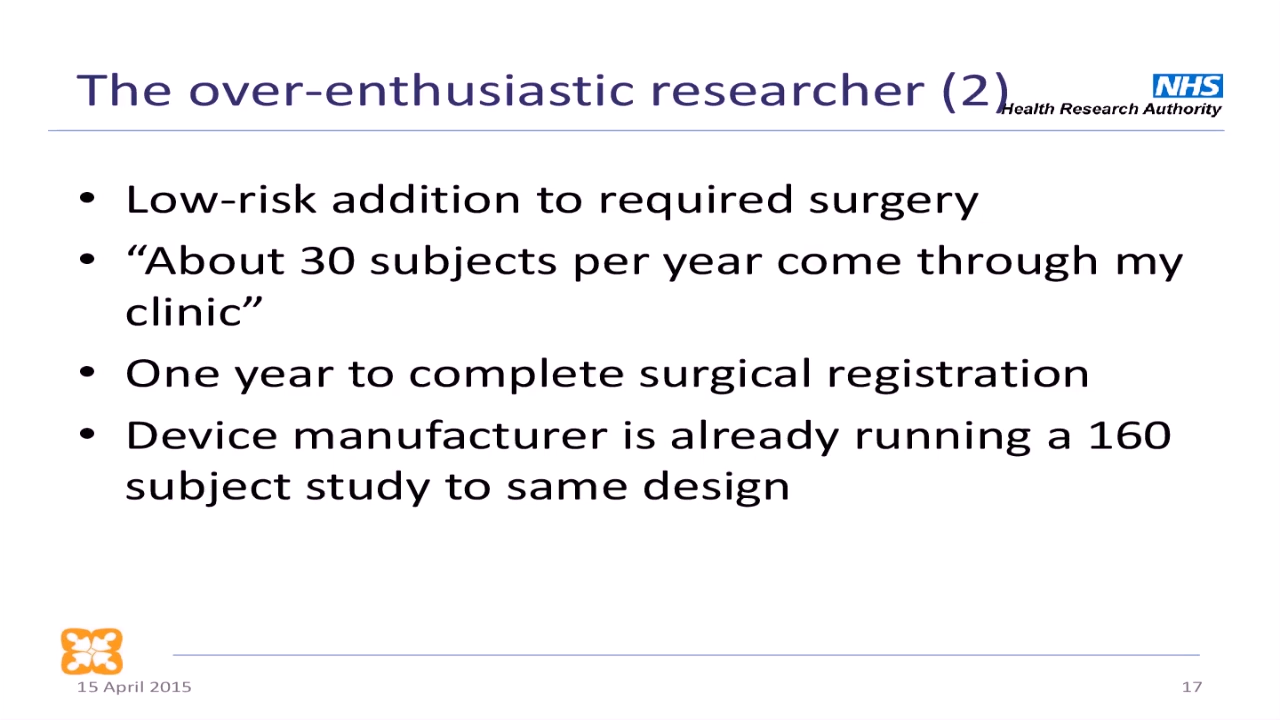 The over-enthusiastic researcher (2)
NHS
Health Research Authority
• Low-risk addition to required surgery
• “About 30 subjects per year come through my
clinic”
• One year to complete surgical registration
• Device manufacturer is already running a 160
subject study to same design
15 April 2015
17